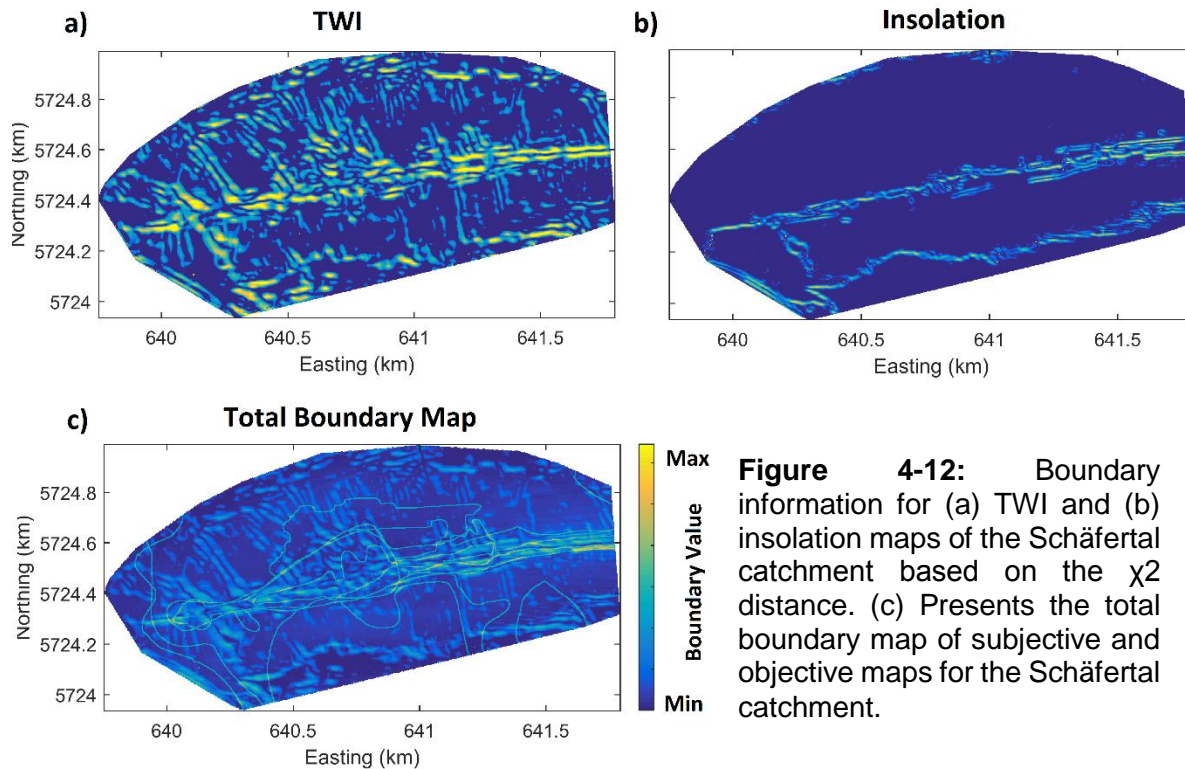 a)
TWI
Northing (km)
5724.8
5724.6
5724.4
5724.2
5724
640
640.5
641
641.5
Easting (km)
b)
Insolation
640
640.5
641
641.5
Easting (km)
c)
Total Boundary Map
Northing (km)
5724.8
5724.6
5724.4
5724.2
5724
640
640.5
641
641.5
Easting (km)
Max
Boundary Value
Min
Figure 4-12: Boundary
information for (a) TWI and (b)
insolation maps of the Schäfertal
catchment based on the χ2
distance. (c) Presents the total
boundary map of subjective and
objective maps for the Schäfertal
catchment.